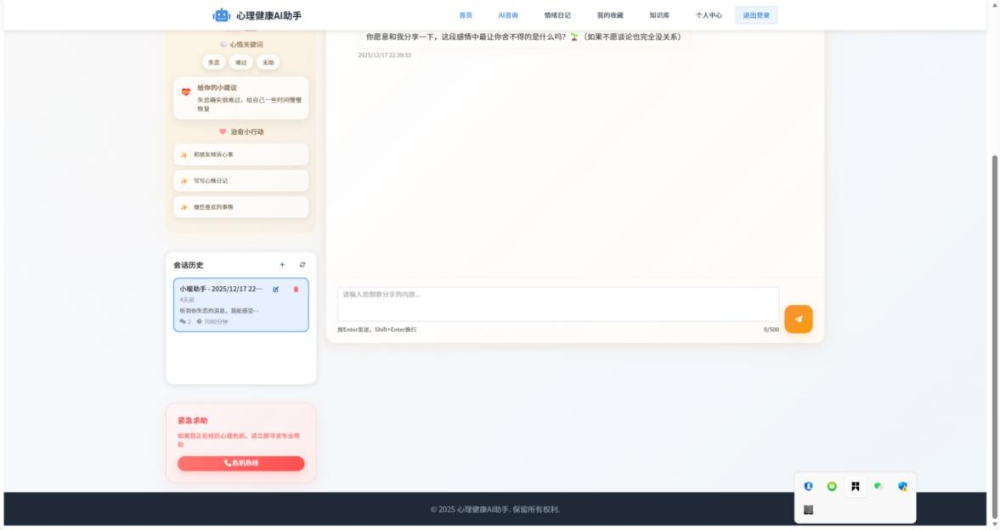 心理健康AI助手
首页
AI咨询
情绪日记
我的收藏
知识库
个人中心
退出登录
心情关键词
失恋
难过
无助
给你的小建议
失恋确实很难过，给自己一些时间慢慢
恢复
治愈小行动
和朋友倾诉心事
写写心情日记
做些喜欢的事情
会话历史
小暖助手 - 2025/12/17 22…
4天前
听到你失恋的消息，我能感受…
2
7080分钟
紧急求助
如果您正在经历心理危机，请立即寻求专业帮
助
危机热线
你愿意和我分享一下，这段感情中最让你舍不得的是什么吗？🌱（如果不愿谈论也完全没关系）
2025/12/17 22:39:33
请输入您想要分享的内容...
按Enter发送，Shift+Enter换行
0/500
© 2025 心理健康AI助手. 保留所有权利.